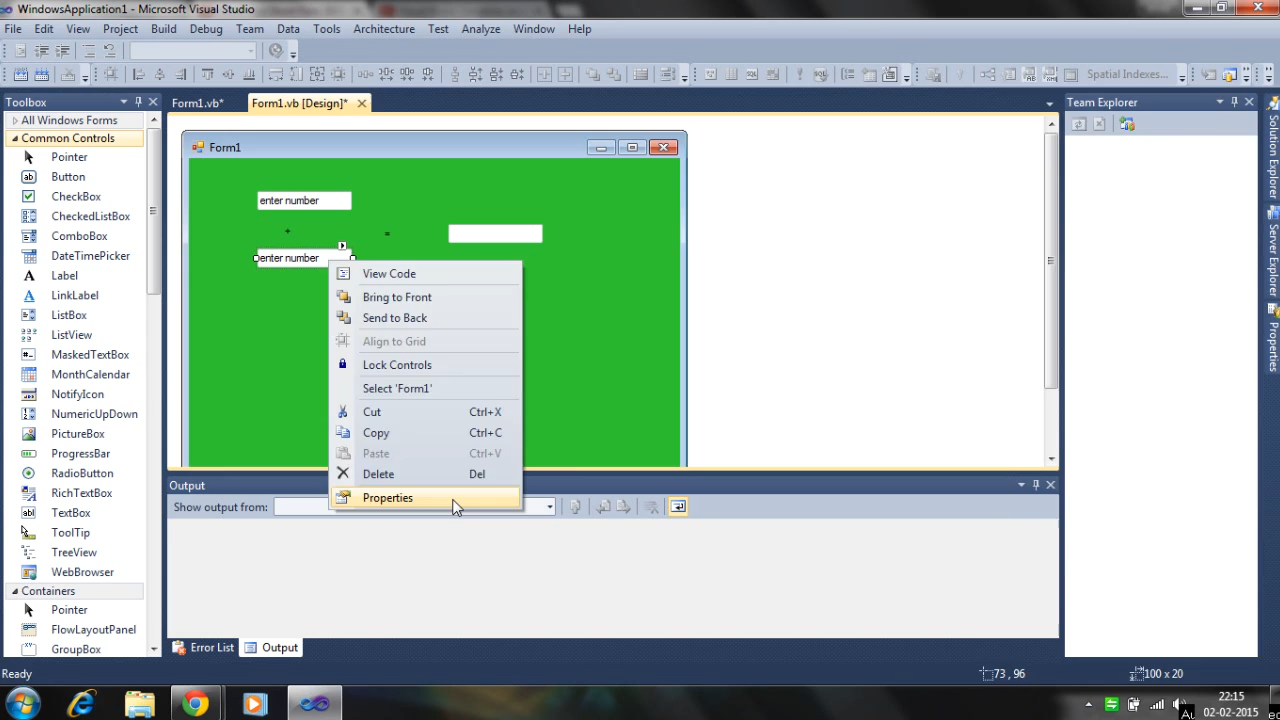 WindowsApplication1 - Microsoft Visual Studio
File Edit View Project Build Debug Team Data Tools Architecture Test Analyze Window Help
Spatial Indexes...
Toolbox
All Windows Forms
Common Controls
Pointer
Button
CheckBox
CheckedListBox
ComboBox
DateTimePicker
Label
LinkLabel
ListBox
ListView
MaskedTextBox
MonthCalendar
NotifyIcon
NumericUpDown
PictureBox
ProgressBar
RadioButton
RichTextBox
TextBox
ToolTip
TreeView
WebBrowser
Containers
Pointer
FlowLayoutPanel
GroupBox
Form1.vb* Form1.vb [Design]*
Form1
enter number
+ =
enter number
View Code
Bring to Front
Send to Back
Align to Grid
Lock Controls
Select 'Form1'
Cut Ctrl+X
Copy Ctrl+C
Paste Ctrl+V
Delete Del
Properties
Output
Show output from:
Error List Output
Team Explorer
Solution Explorer
Server Explorer
Properties
Ready 73 , 96 100 x 20
22:15
02-02-2015